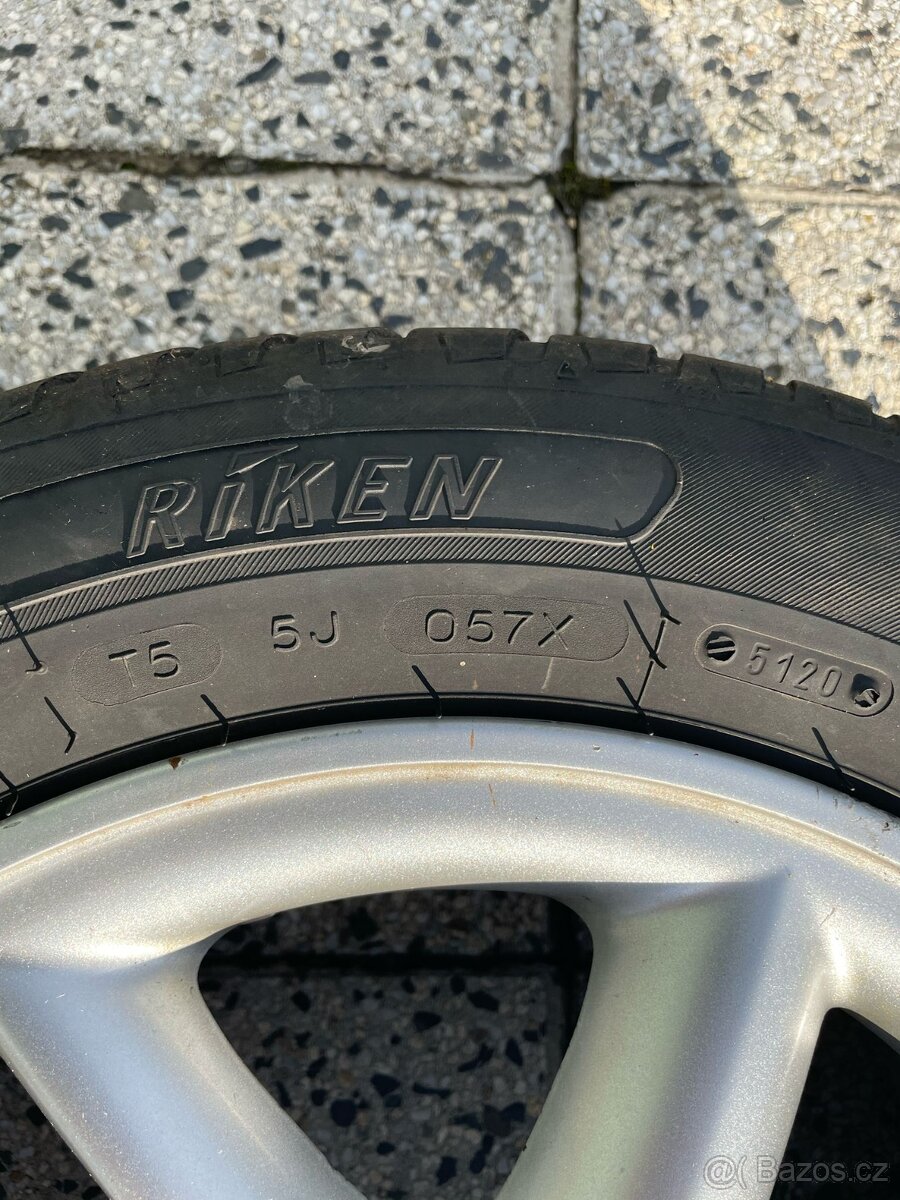 RIKEN
T5 5J 057X 5120
@( Bazos.cz